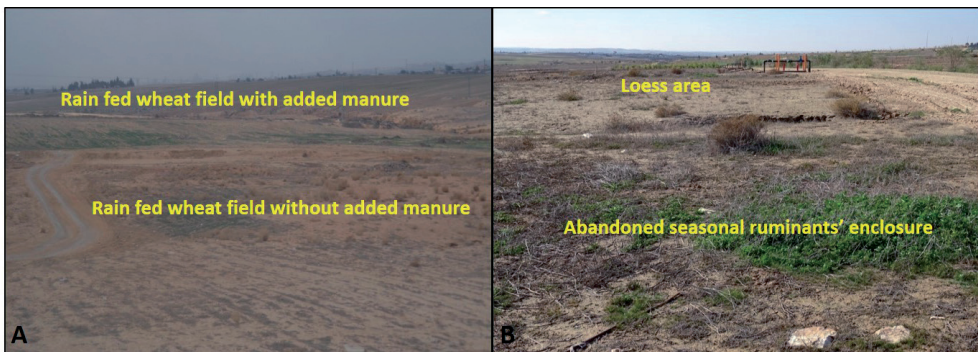 Rain fed wheat field with added manure
Rain fed wheat field without added manure
A
Loess area
Abandoned seasonal ruminants’ enclosure
B